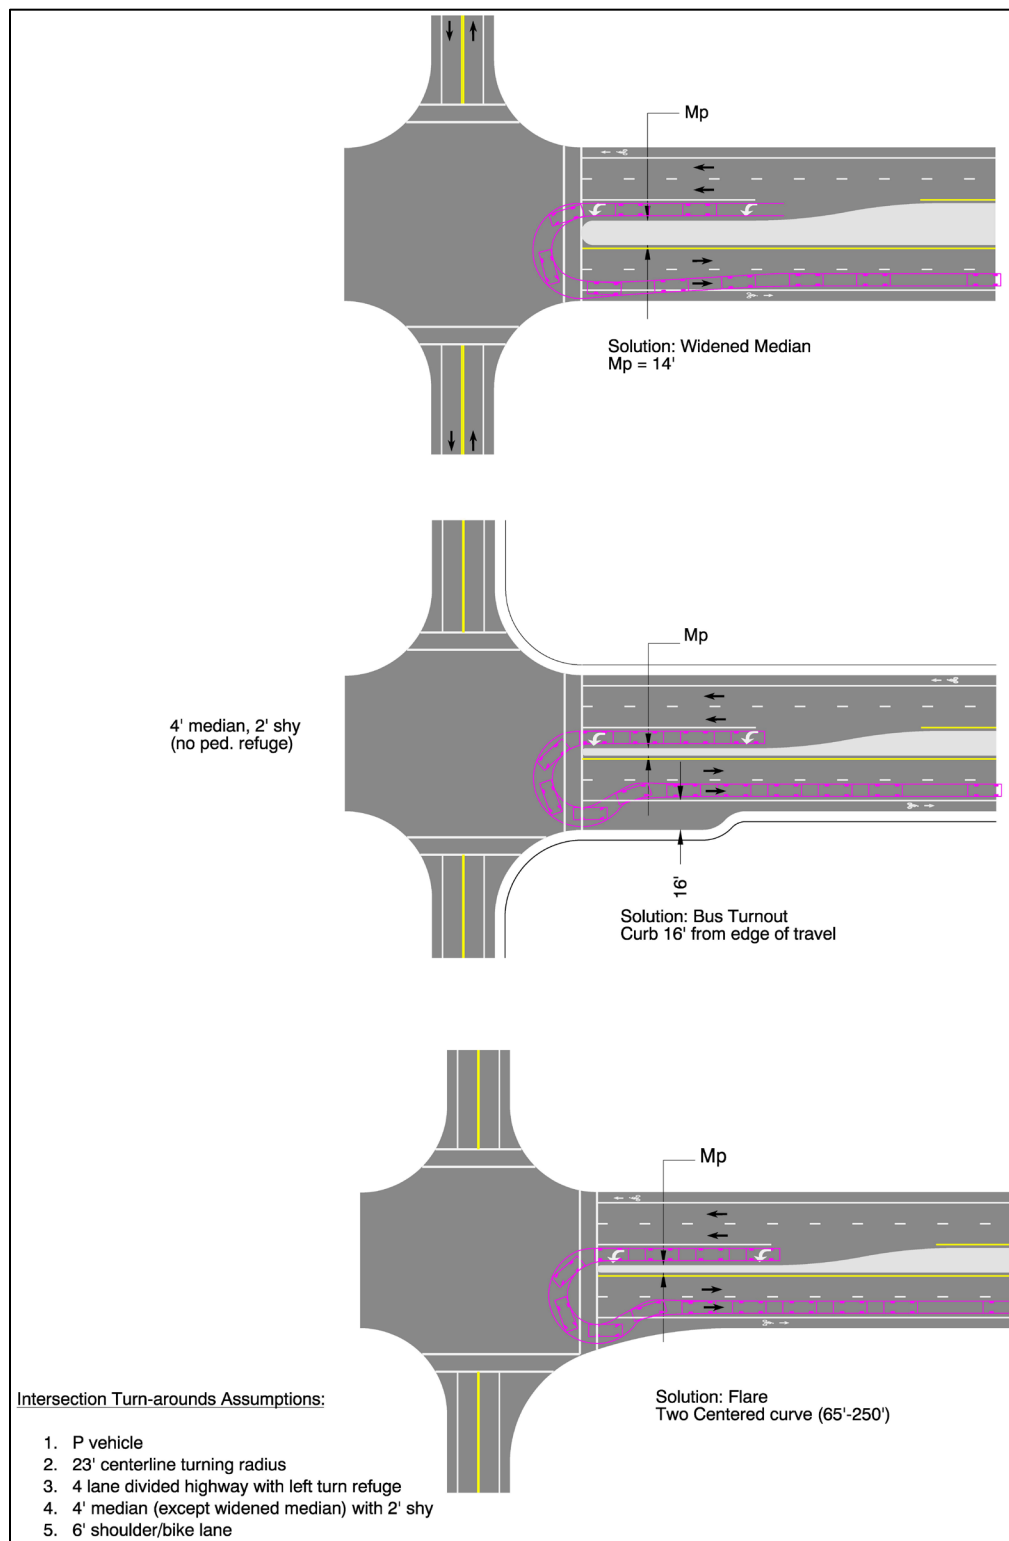 Mp
Solution: Widened Median
Mp = 14'
Mp
4' median, 2' shy
(no ped. refuge)
16'
Solution: Bus Turnout
Curb 16' from edge of travel
Mp
Solution: Flare
Two Centered curve (65'-250')
Intersection Turn-arounds Assumptions:
1. P vehicle
2. 23' centerline turning radius
3. 4 lane divided highway with left turn refuge
4. 4' median (except widened median) with 2' shy
5. 6' shoulder/bike lane